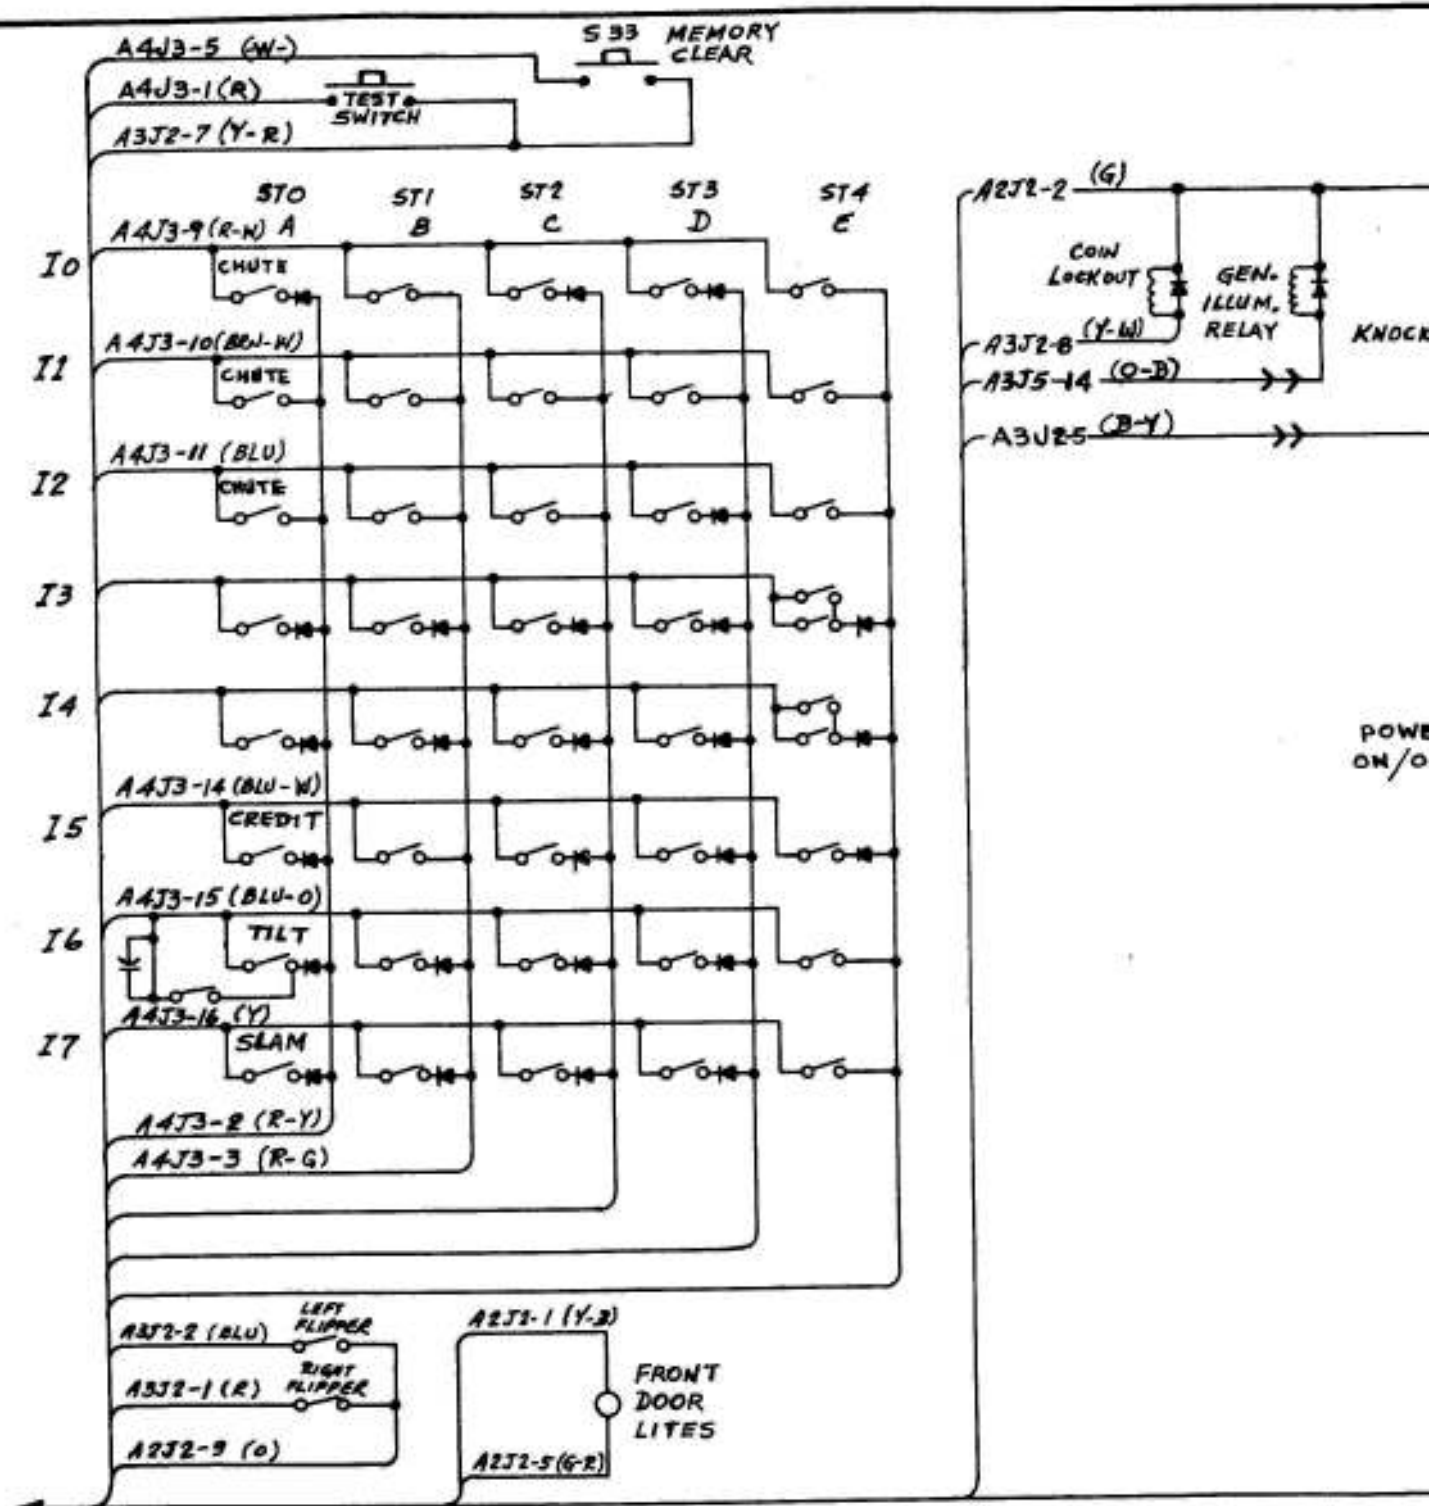 A4J3-5 (W-)
S33 MEMORY
CLEAR
A4J3-1(R)
TEST
SWITCH
A3J2-7 (Y-R)
ST0 ST1 ST2 ST3 ST4
A B C D E
A4J3-9(R-W)
I0
CHUTE
A4J3-10(BRN-W)
I1
CHUTE
A4J3-11 (BLU)
I2
CHUTE
I3
I4
A4J3-14(BLU-W)
I5
CREDIT
A4J3-15(BLU-O)
I6
TILT
A4J3-16 (Y)
I7
SLAM
A4J3-2 (R-Y)
A4J3-3 (R-G)
A3J2-2 (BLU)
LEFT
FLIPPER
A3J2-1 (R)
RIGHT
FLIPPER
A2J2-9 (O)
A2J2-1 (Y-B)
FRONT
DOOR
LITES
A2J2-5(G-R)
A2J2-2 (G)
COIN
LOCKOUT
GEN.
ILLUM.
RELAY
A3J2-8 (Y-W)
KNOCK
A3J5-14 (O-B)
A3J25 (B-Y)
POWE
ON/O